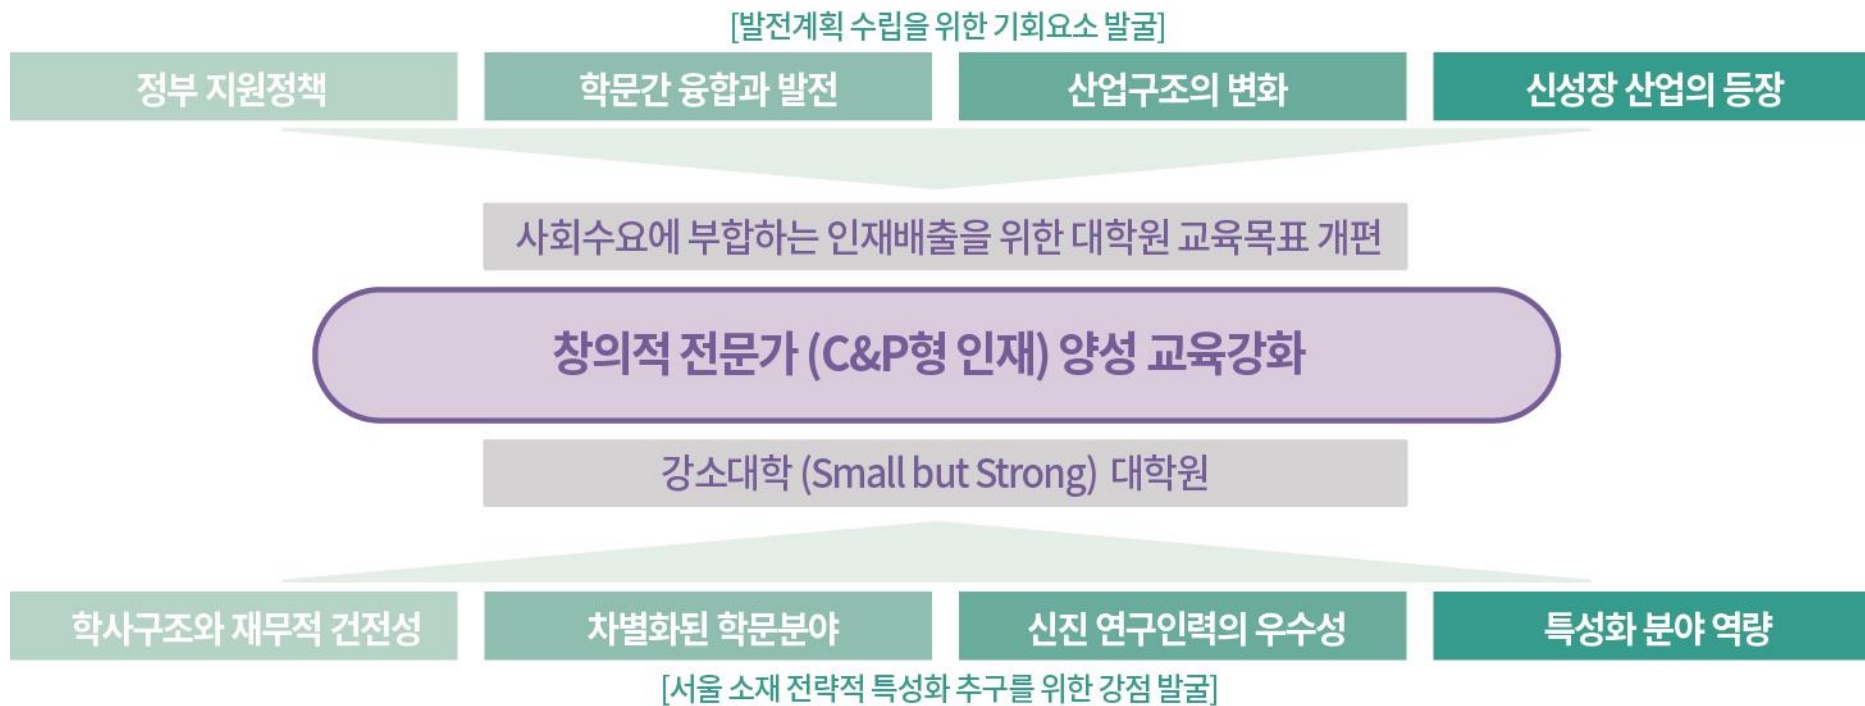 [발전계획 수립을 위한 기회요소 발굴]
정부 지원정책
학문간 융합과 발전
산업구조의 변화
신성장 산업의 등장
사회수요에 부합하는 인재배출을 위한 대학원 교육목표 개편
창의적 전문가 (C&P형 인재) 양성 교육강화
강소대학 (Small but Strong) 대학원
학사구조와 재무적 건전성
차별화된 학문분야
신진 연구인력의 우수성
특성화 분야 역량
[서울 소재 전략적 특성화 추구를 위한 강점 발굴]